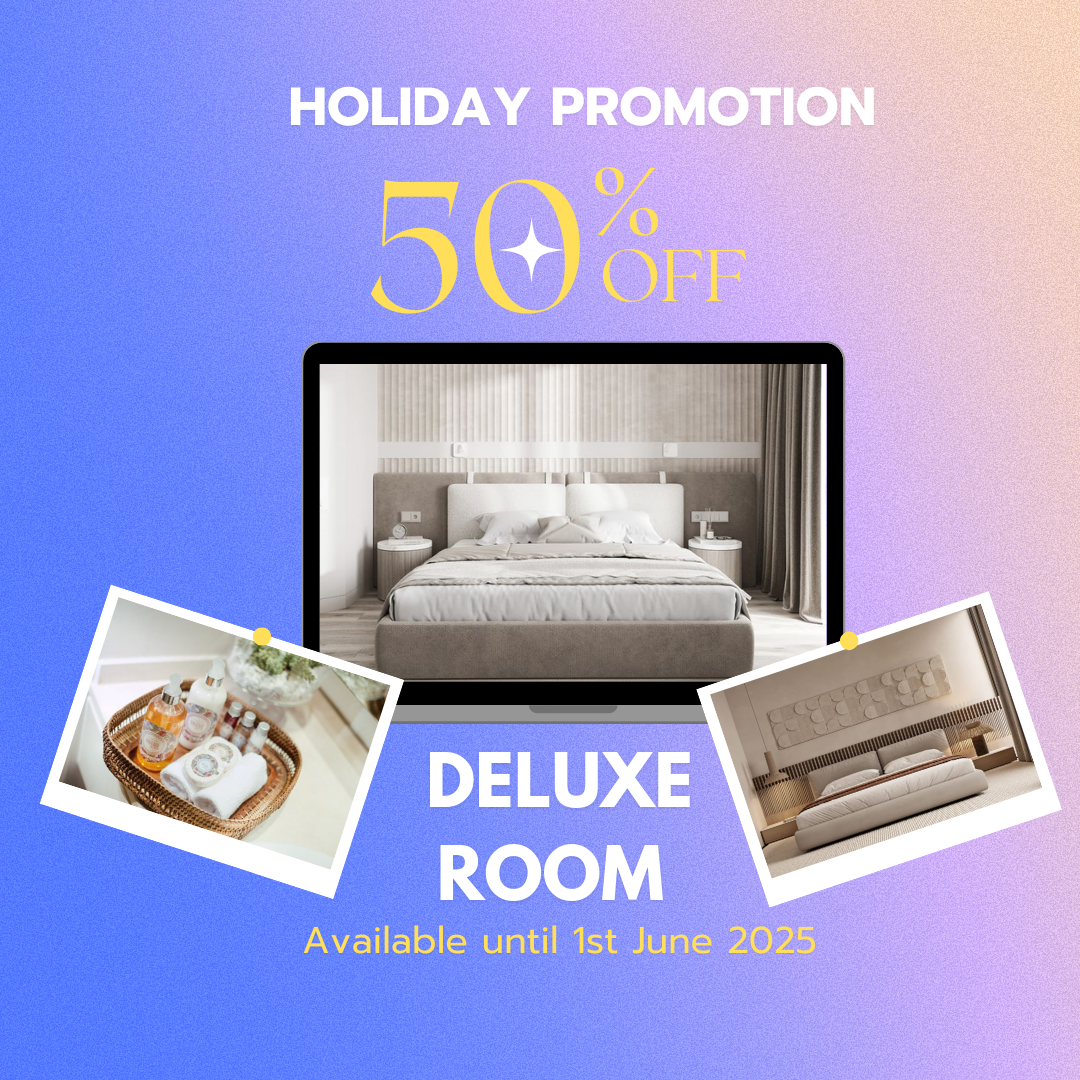 HOLIDAY PROMOTION
50%
OFF
DELUXE
ROOM
Available until 1st June 2025